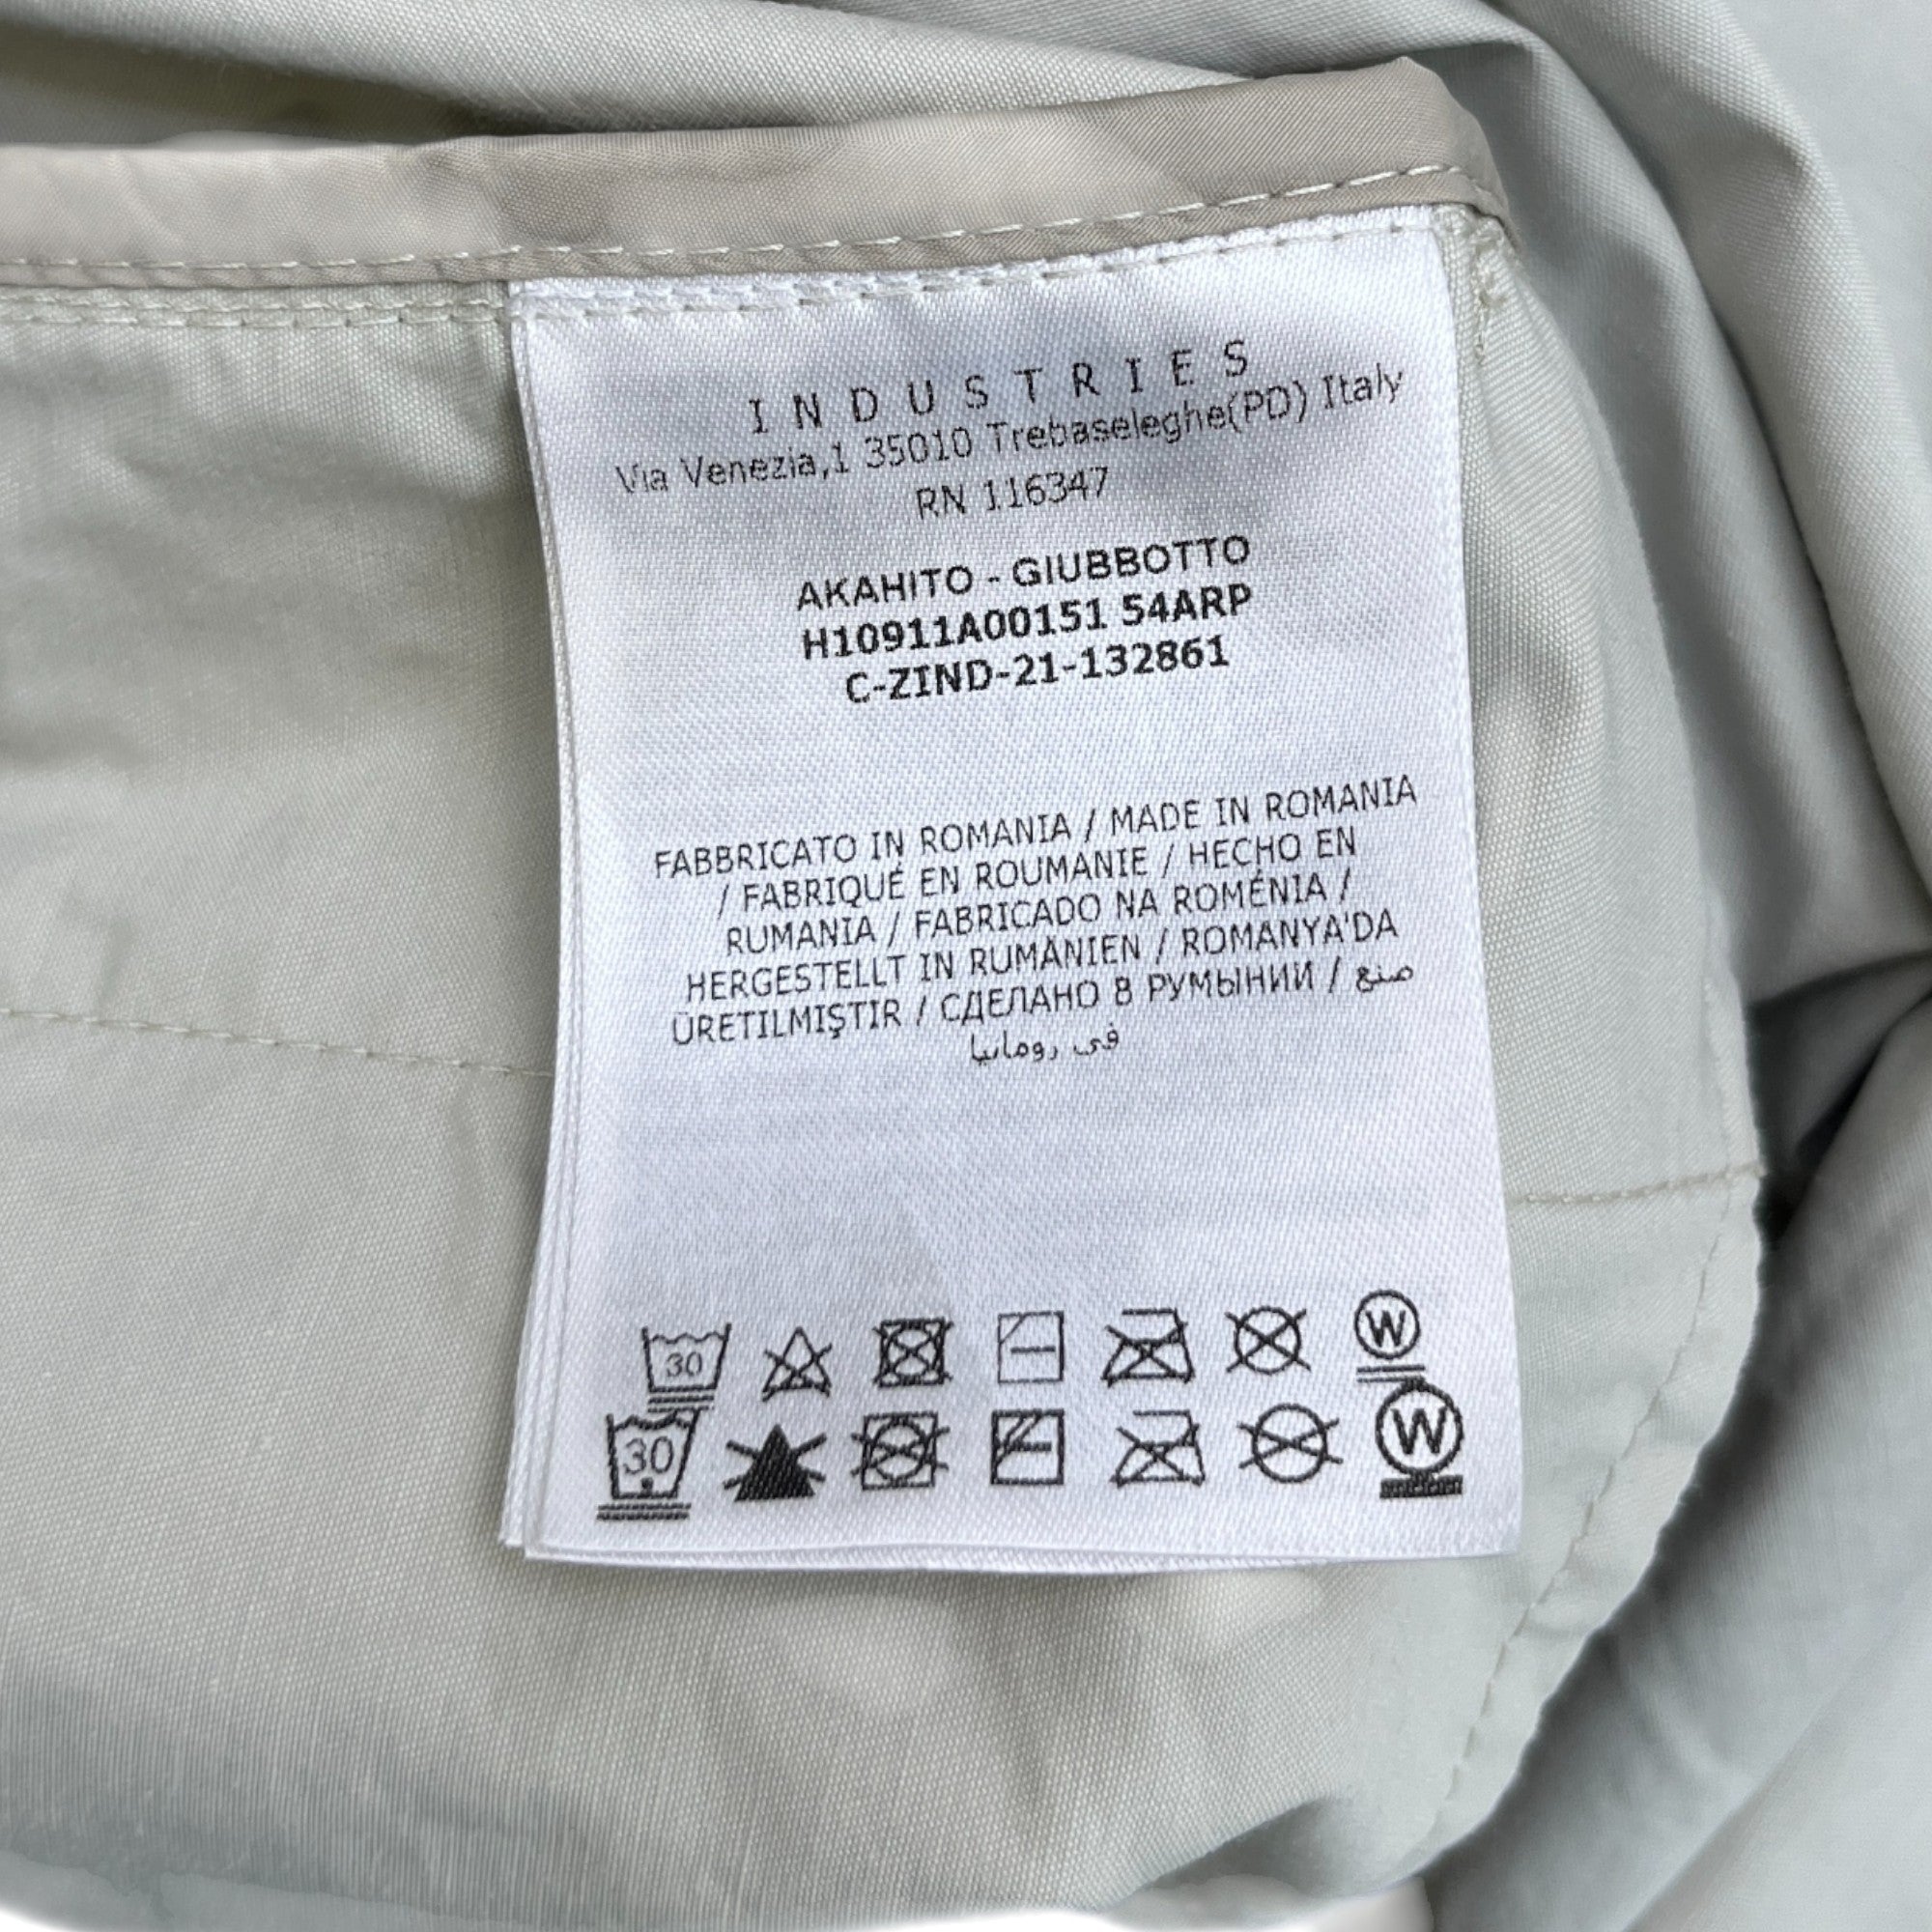 INDUSTRIES
Via Venezia,1 35010 Trebaseleghe(PD) Italy
RN 116347
AKAHITO - GIUBBOTTO
H10911A00151 54ARP
C-ZIND-21-132861
FABBRICATO IN ROMANIA / MADE IN ROMANIA
/ FABRIQUÉ EN ROUMANIE / HECHO EN
RUMANIA / FABRICADO NA ROMÉNIA /
HERGESTELLT IN RUMÄNIEN / ROMANYA'DA
ÜRETILMIŞTIR / СДЕЛАНО В РУМЫНИИ / صنع
في رومانيا
30 W
30 W